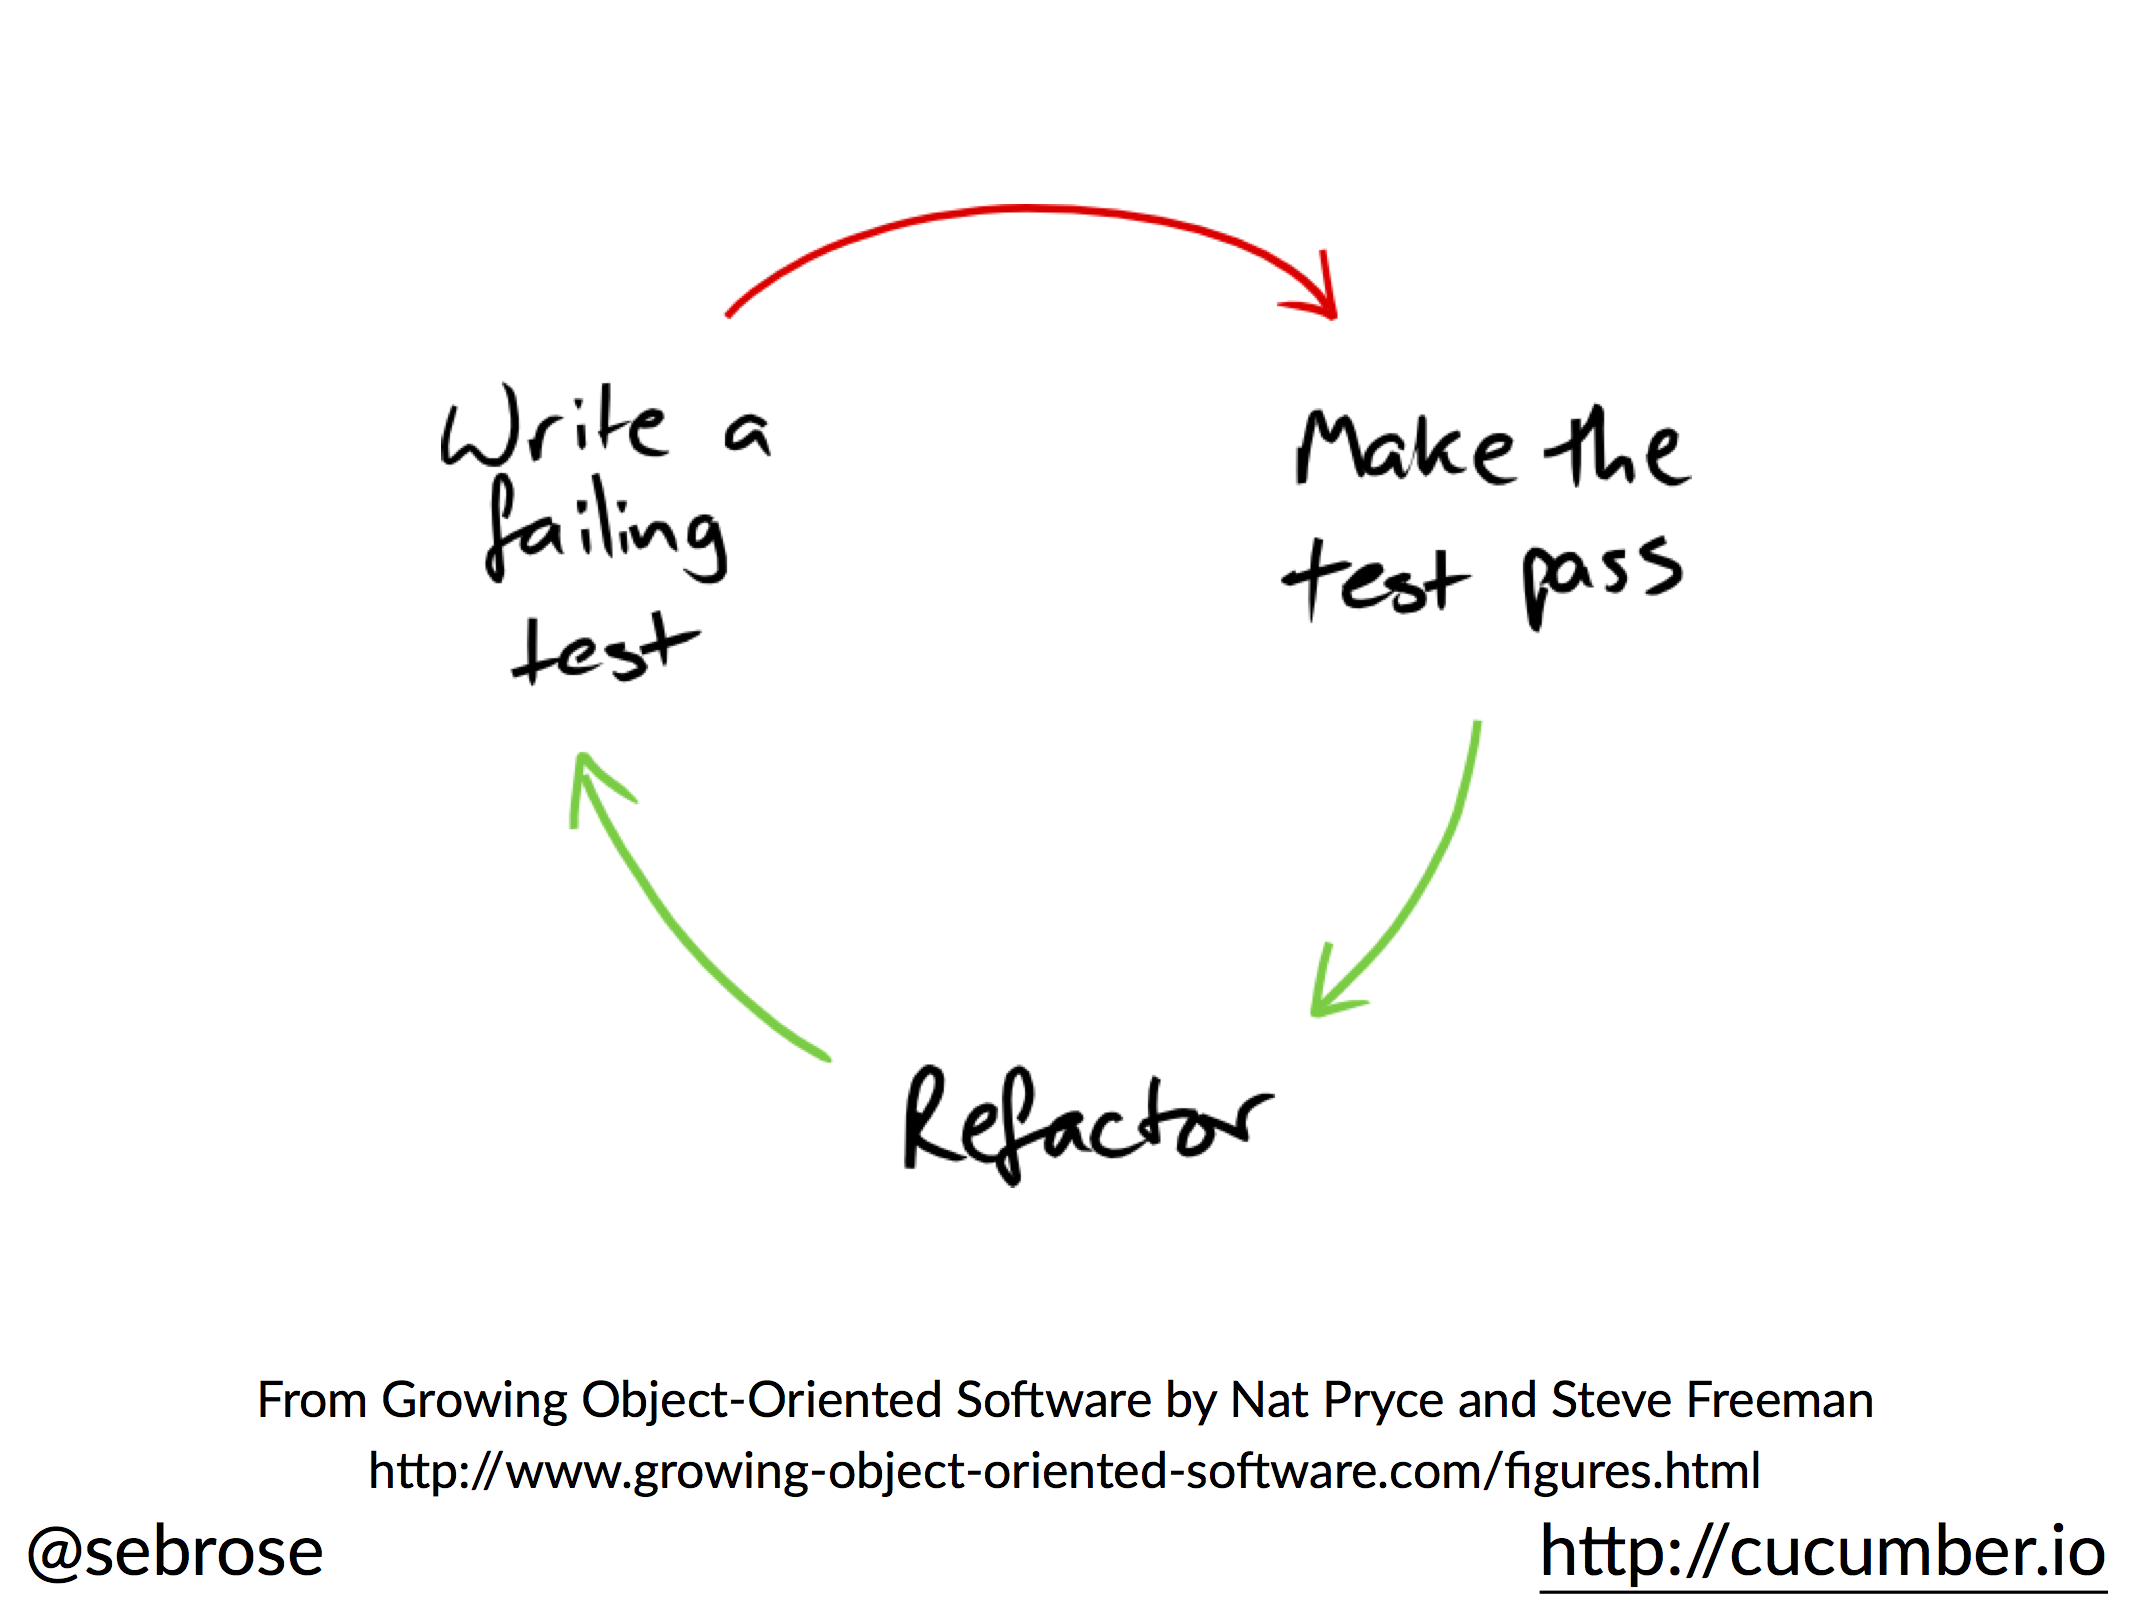 Write a
failing
test
Make the
test pass
Refactor
From Growing Object-Oriented Software by Nat Pryce and Steve Freeman
http://www.growing-object-oriented-software.com/figures.html
@sebrose
http://cucumber.io